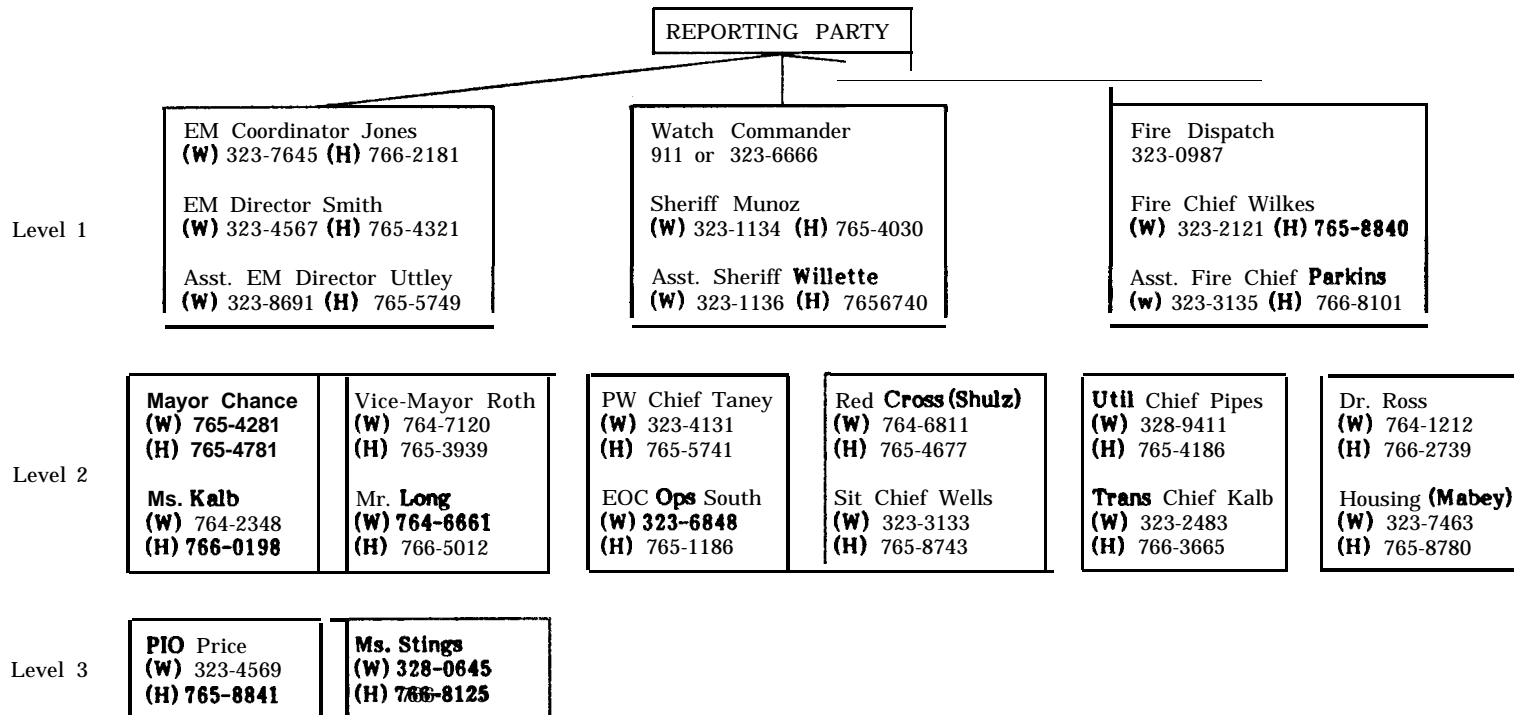 REPORTING PARTY
Level 1
EM Coordinator Jones
(W) 323-7645 (H) 766-2181
EM Director Smith
(W) 323-4567 (H) 765-4321
Asst. EM Director Uttley
(W) 323-8691 (H) 765-5749
Watch Commander
911 or 323-6666
Sheriff Munoz
(W) 323-1134 (H) 765-4030
Asst. Sheriff Willette
(W) 323-1136 (H) 7656740
Fire Dispatch
323-0987
Fire Chief Wilkes
(W) 323-2121 (H) 765-8840
Asst. Fire Chief Parkins
(w) 323-3135 (H) 766-8101
Level 2
Mayor Chance
(W) 765-4281
(H) 765-4781
Ms. Kalb
(W) 764-2348
(H) 766-0198
Vice-Mayor Roth
(W) 764-7120
(H) 765-3939
Mr. Long
(W) 764-6661
(H) 766-5012
PW Chief Taney
(W) 323-4131
(H) 765-5741
EOC Ops South
(W) 323-6848
(H) 765-1186
Red Cross (Shulz)
(W) 764-6811
(H) 765-4677
Sit Chief Wells
(W) 323-3133
(H) 765-8743
Util Chief Pipes
(W) 328-9411
(H) 765-4186
Trans Chief Kalb
(W) 323-2483
(H) 766-3665
Dr. Ross
(W) 764-1212
(H) 766-2739
Housing (Mabey)
(W) 323-7463
(H) 765-8780
Level 3
PIO Price
(W) 323-4569
(H) 765-8841
Ms. Stings
(W) 328-0645
(H) 766-8125